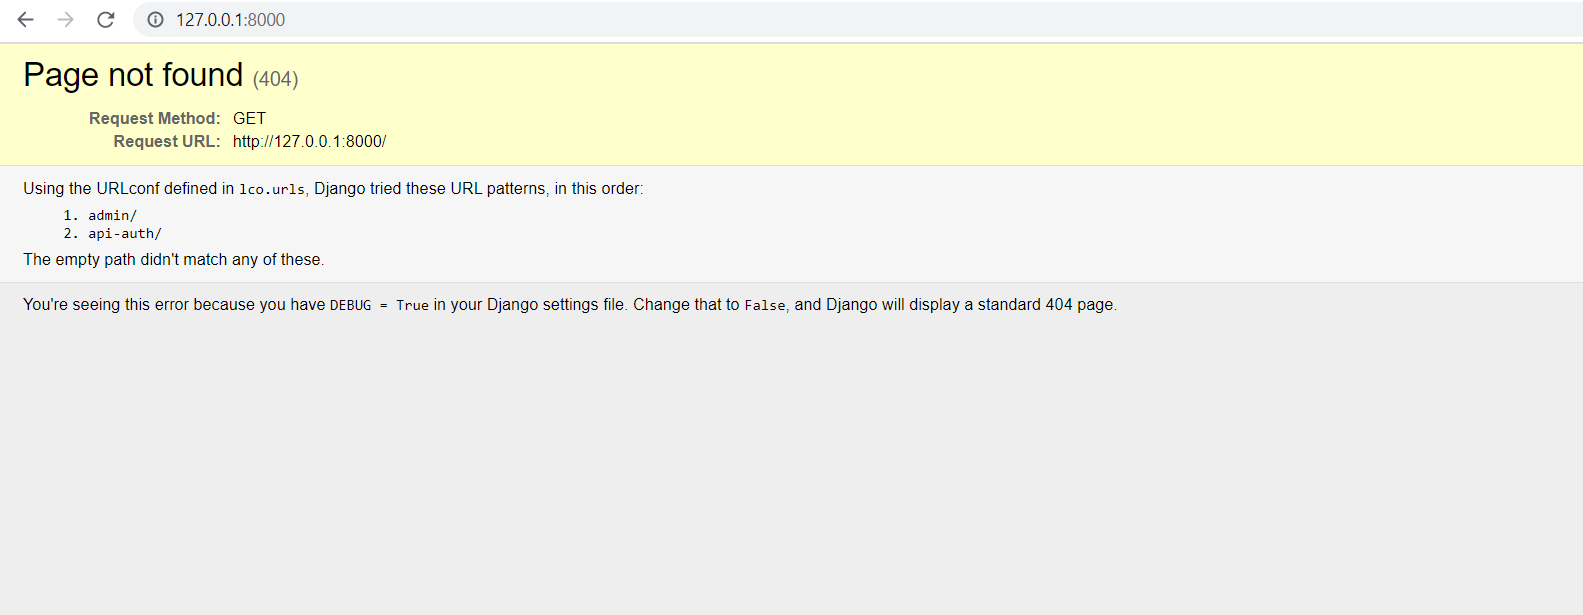 127.0.0.1:8000
Page not found (404)
Request Method: GET
Request URL: http://127.0.0.1:8000/
Using the URLconf defined in lco.urls, Django tried these URL patterns, in this order:
1. admin/
2. api-auth/
The empty path didn't match any of these.
You're seeing this error because you have DEBUG = True in your Django settings file. Change that to False, and Django will display a standard 404 page.